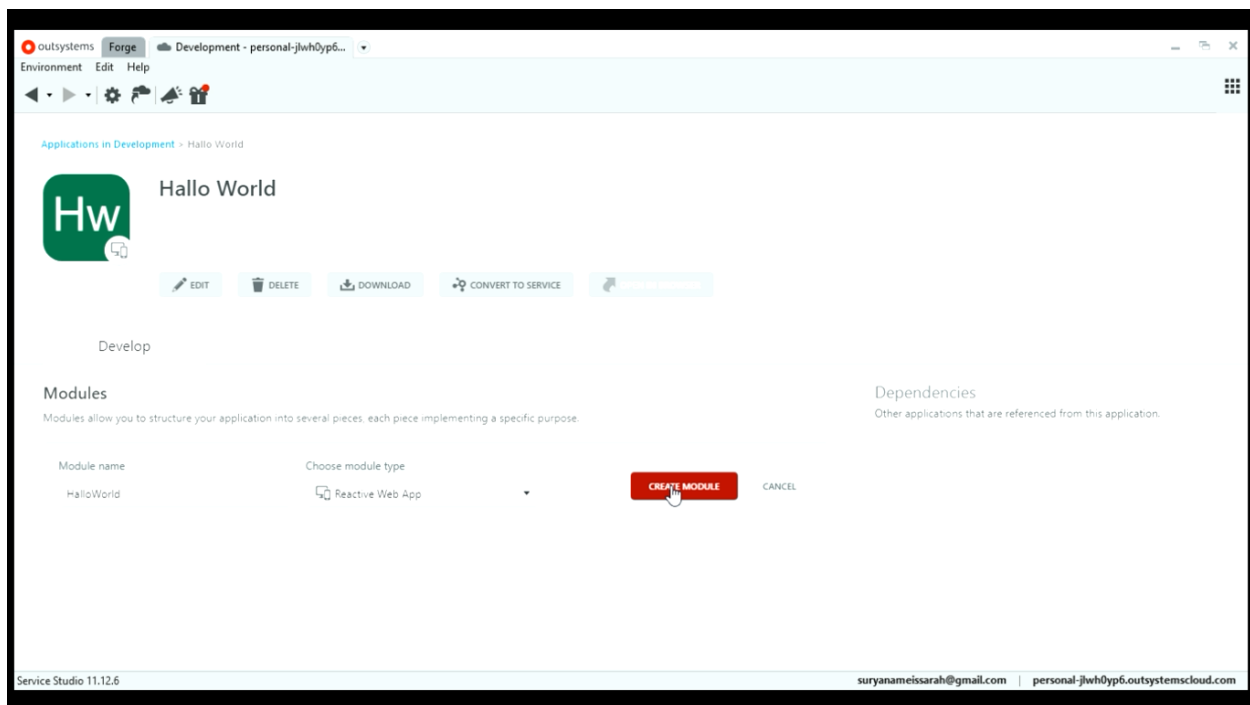 outsystems Forge Development - personal-jlwh0yp6...
Environment Edit Help
Applications in Development > Hallo World
Hw
Hallo World
EDIT DELETE DOWNLOAD CONVERT TO SERVICE
Develop
Modules
Modules allow you to structure your application into several pieces, each piece implementing a specific purpose.
Dependencies
Other applications that are referenced from this application.
Module name
HalloWorld
Choose module type
Reactive Web App
CREATE MODULE
CANCEL
Service Studio 11.12.6
suryanameissarah@gmail.com | personal-jlwh0yp6.outsystemscloud.com